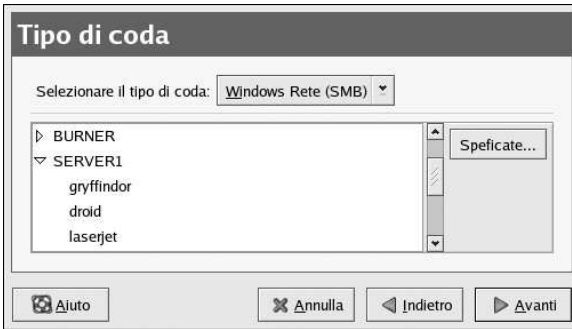 Tipo di coda
Selezionare il tipo di coda: Windows Rete (SMB)
BURNER
SERVER1
gryffindor
droid
laserjet
Speficate...
Aiuto
Annulla
Indietro
Avanti